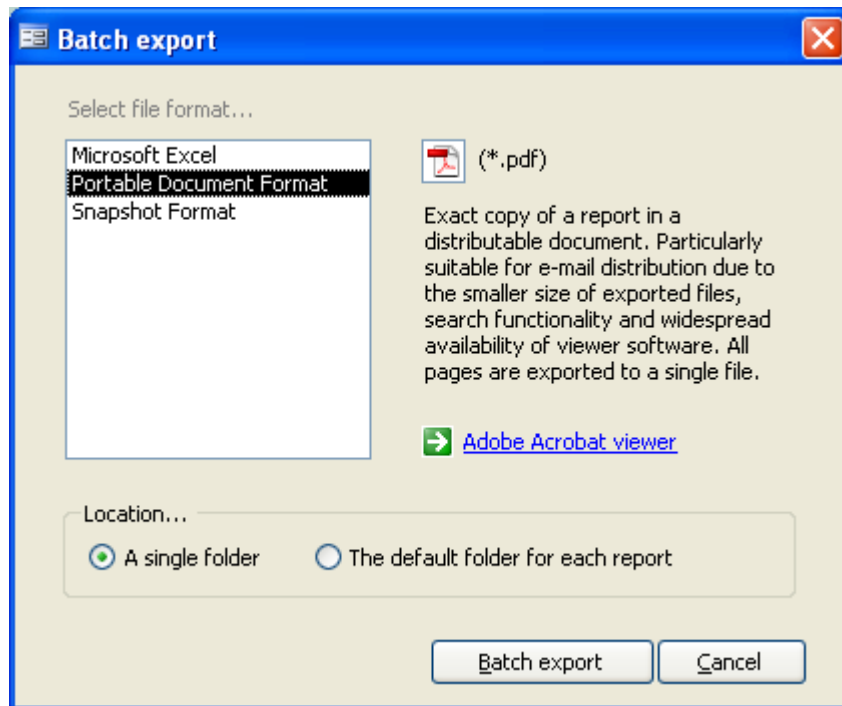 Batch export
Select file format...
Microsoft Excel
Portable Document Format
Snapshot Format
(*.pdf)
Exact copy of a report in a
distributable document. Particularly
suitable for e-mail distribution due to
the smaller size of exported files,
search functionality and widespread
availability of viewer software. All
pages are exported to a single file.
Adobe Acrobat viewer
Location...
A single folder
The default folder for each report
Batch export
Cancel